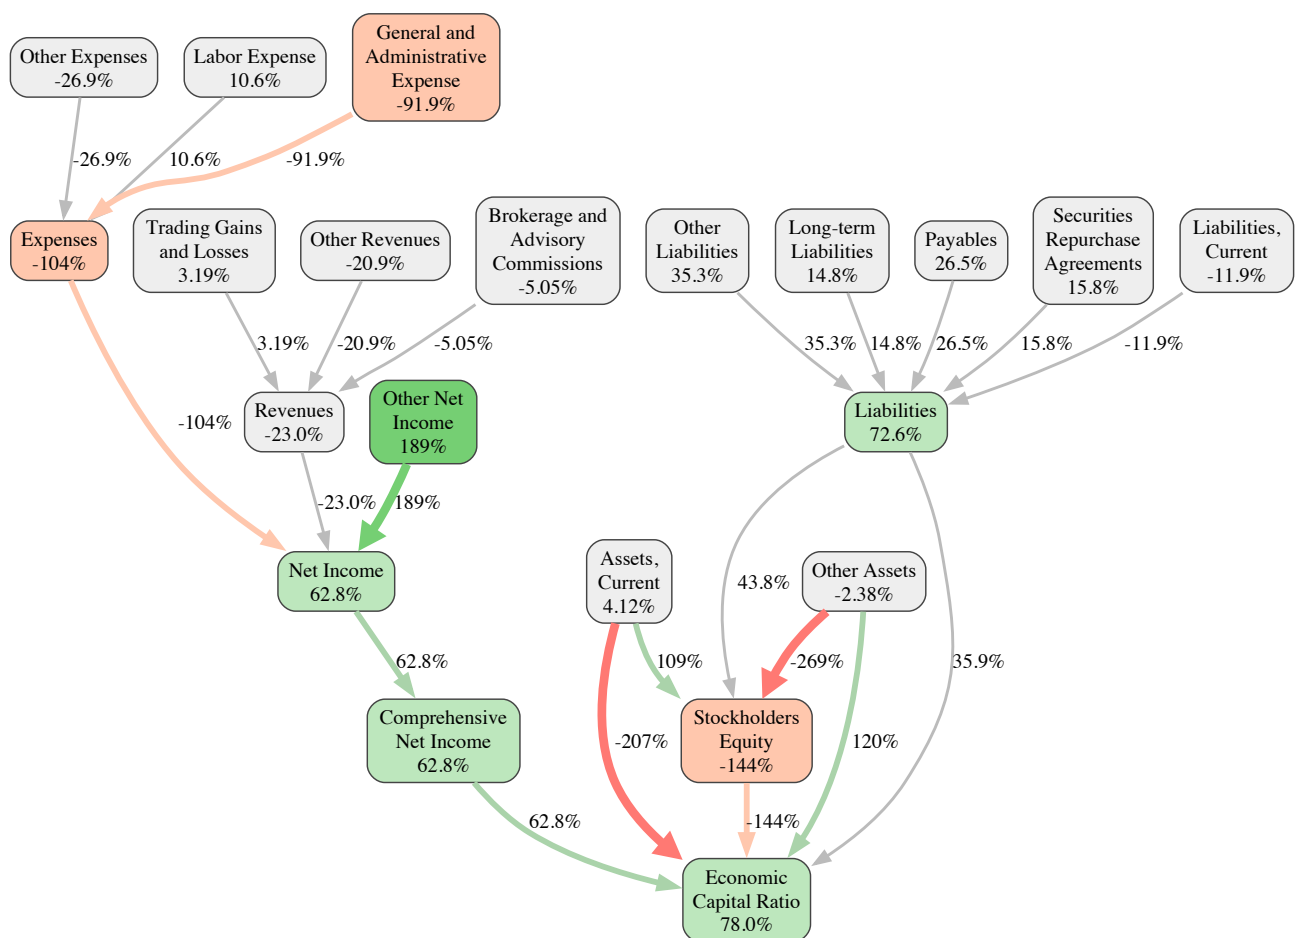 General and
Administrative
Expense
-91.9%
Other Expenses
-26.9%
Labor Expense
10.6%
-26.9%
10.6%
-91.9%
Expenses
-104%
Trading Gains
and Losses
3.19%
Other Revenues
-20.9%
Brokerage and
Advisory
Commissions
-5.05%
Other
Liabilities
35.3%
Long-term
Liabilities
14.8%
Payables
26.5%
Securities
Repurchase
Agreements
15.8%
Liabilities,
Current
-11.9%
3.19%
-20.9%
-5.05%
35.3%
14.8%
26.5%
15.8%
-11.9%
-104%
Revenues
-23.0%
Other Net
Income
189%
Liabilities
72.6%
-23.0%
189%
Net Income
62.8%
Assets,
Current
4.12%
43.8%
Other Assets
-2.38%
62.8%
109%
-269%
35.9%
Comprehensive
Net Income
62.8%
-207%
Stockholders
Equity
-144%
120%
62.8%
-144%
Economic
Capital Ratio
78.0%